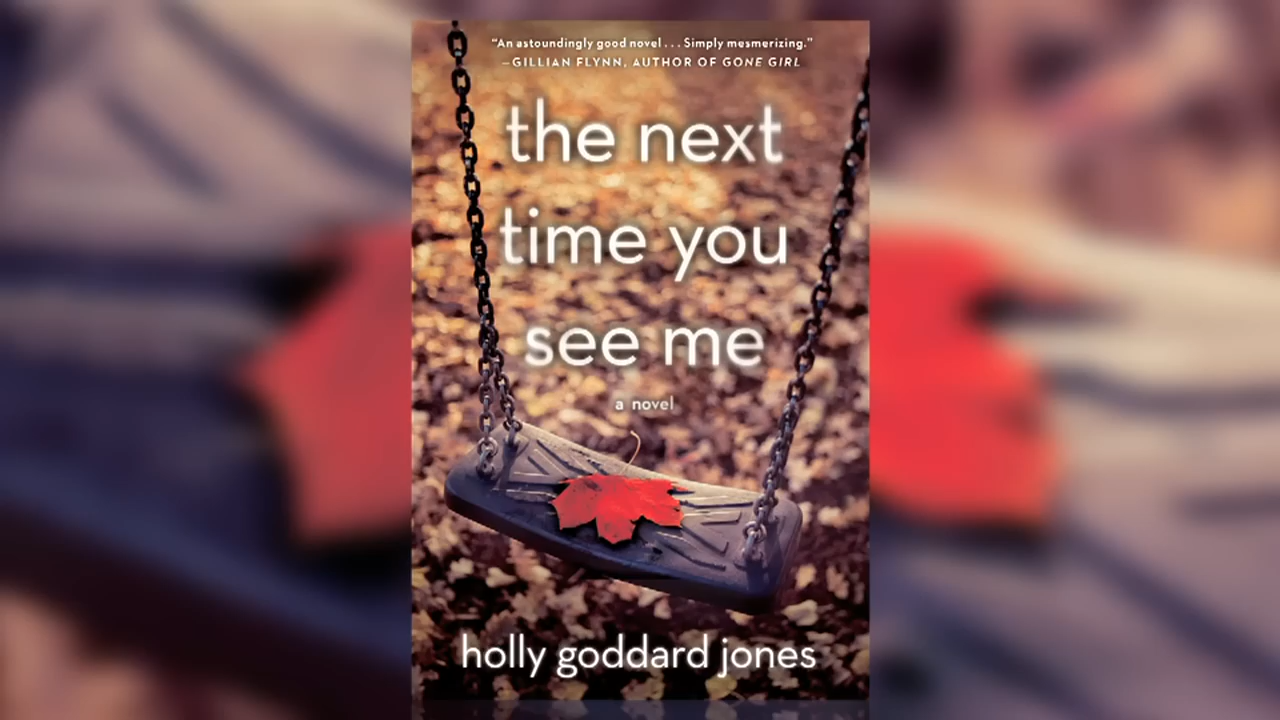 “An astoundingly good novel . . . Simply mesmerizing.”
–GILLIAN FLYNN, AUTHOR OF GONE GIRL
the next
time you
see me
a novel
holly goddard jones